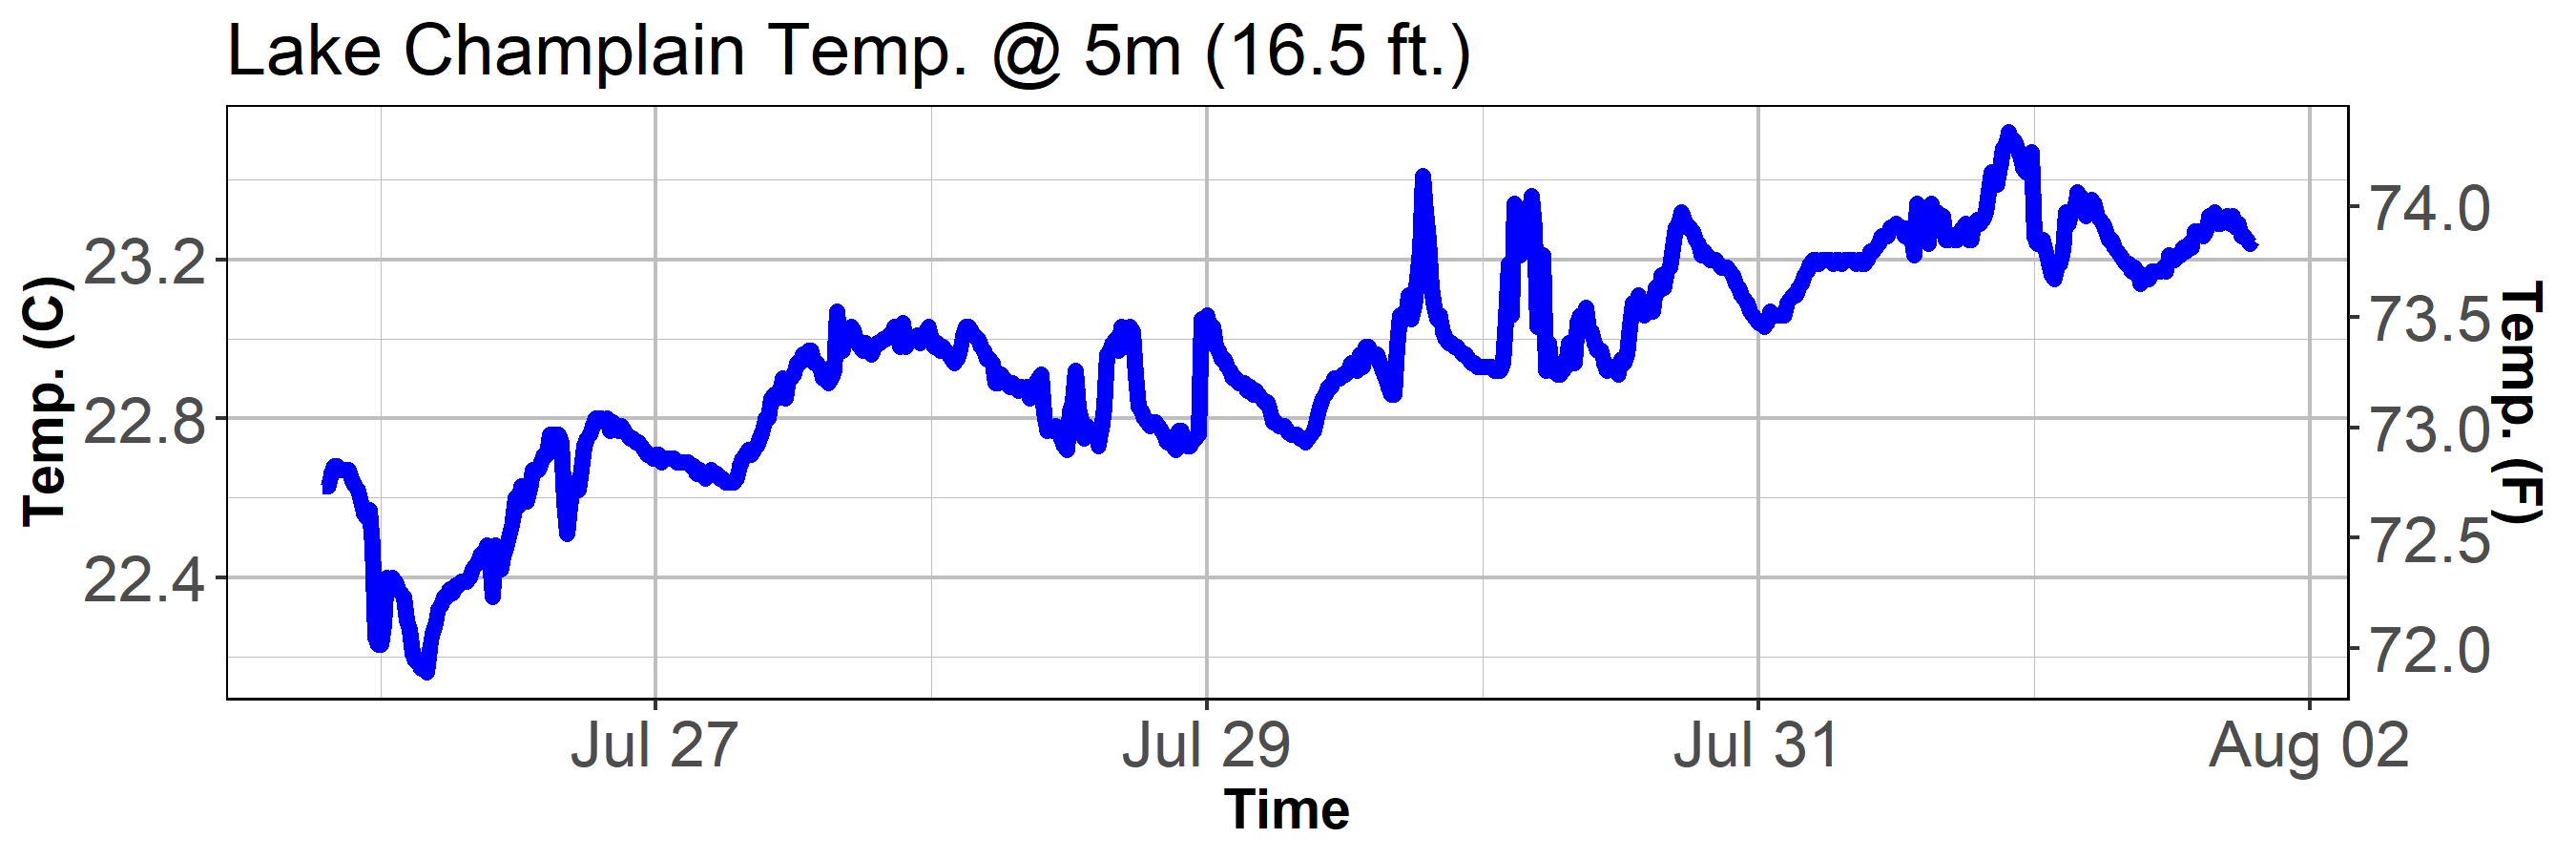 Lake Champlain Temp. @ 5m (16.5 ft.)
Temp. (C)
23.2
22.8
22.4
74.0
73.5
73.0
72.5
72.0
Temp. (F)
Jul 27
Jul 29
Jul 31
Aug 02
Time